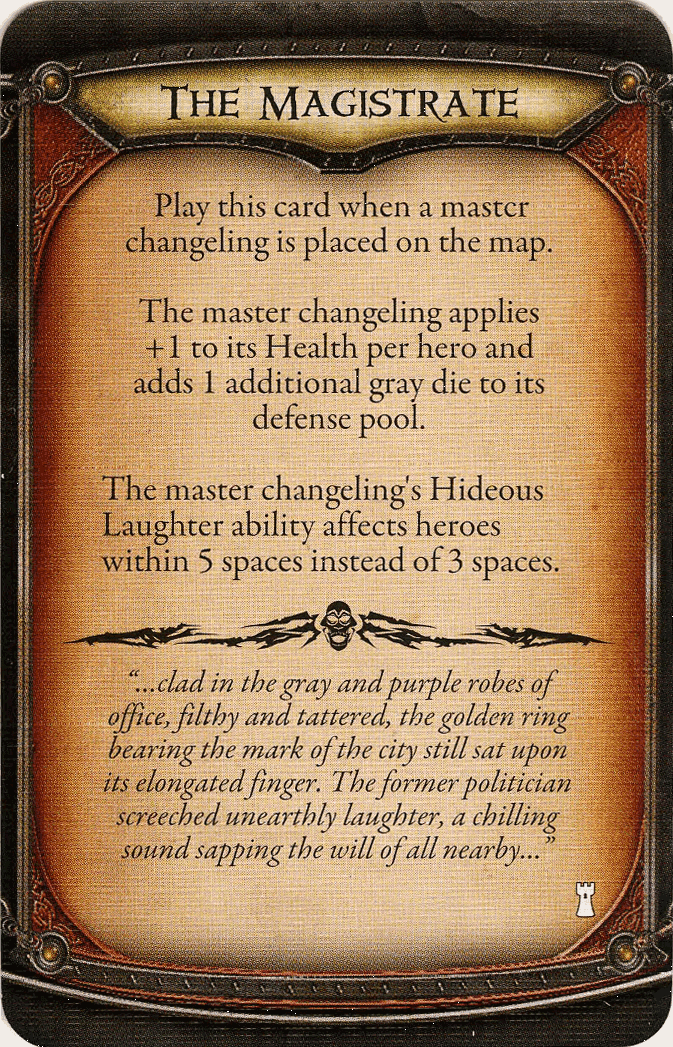 The Magistrate
Play this card when a master
changeling is placed on the map.
The master changeling applies
+1 to its Health per hero and
adds 1 additional gray die to its
defense pool.
The master changeling's Hideous
Laughter ability affects heroes
within 5 spaces instead of 3 spaces.
“...clad in the gray and purple robes of
office, filthy and tattered, the golden ring
bearing the mark of the city still sat upon
its elongated finger. The former politician
screeched unearthly laughter, a chilling
sound sapping the will of all nearby...”